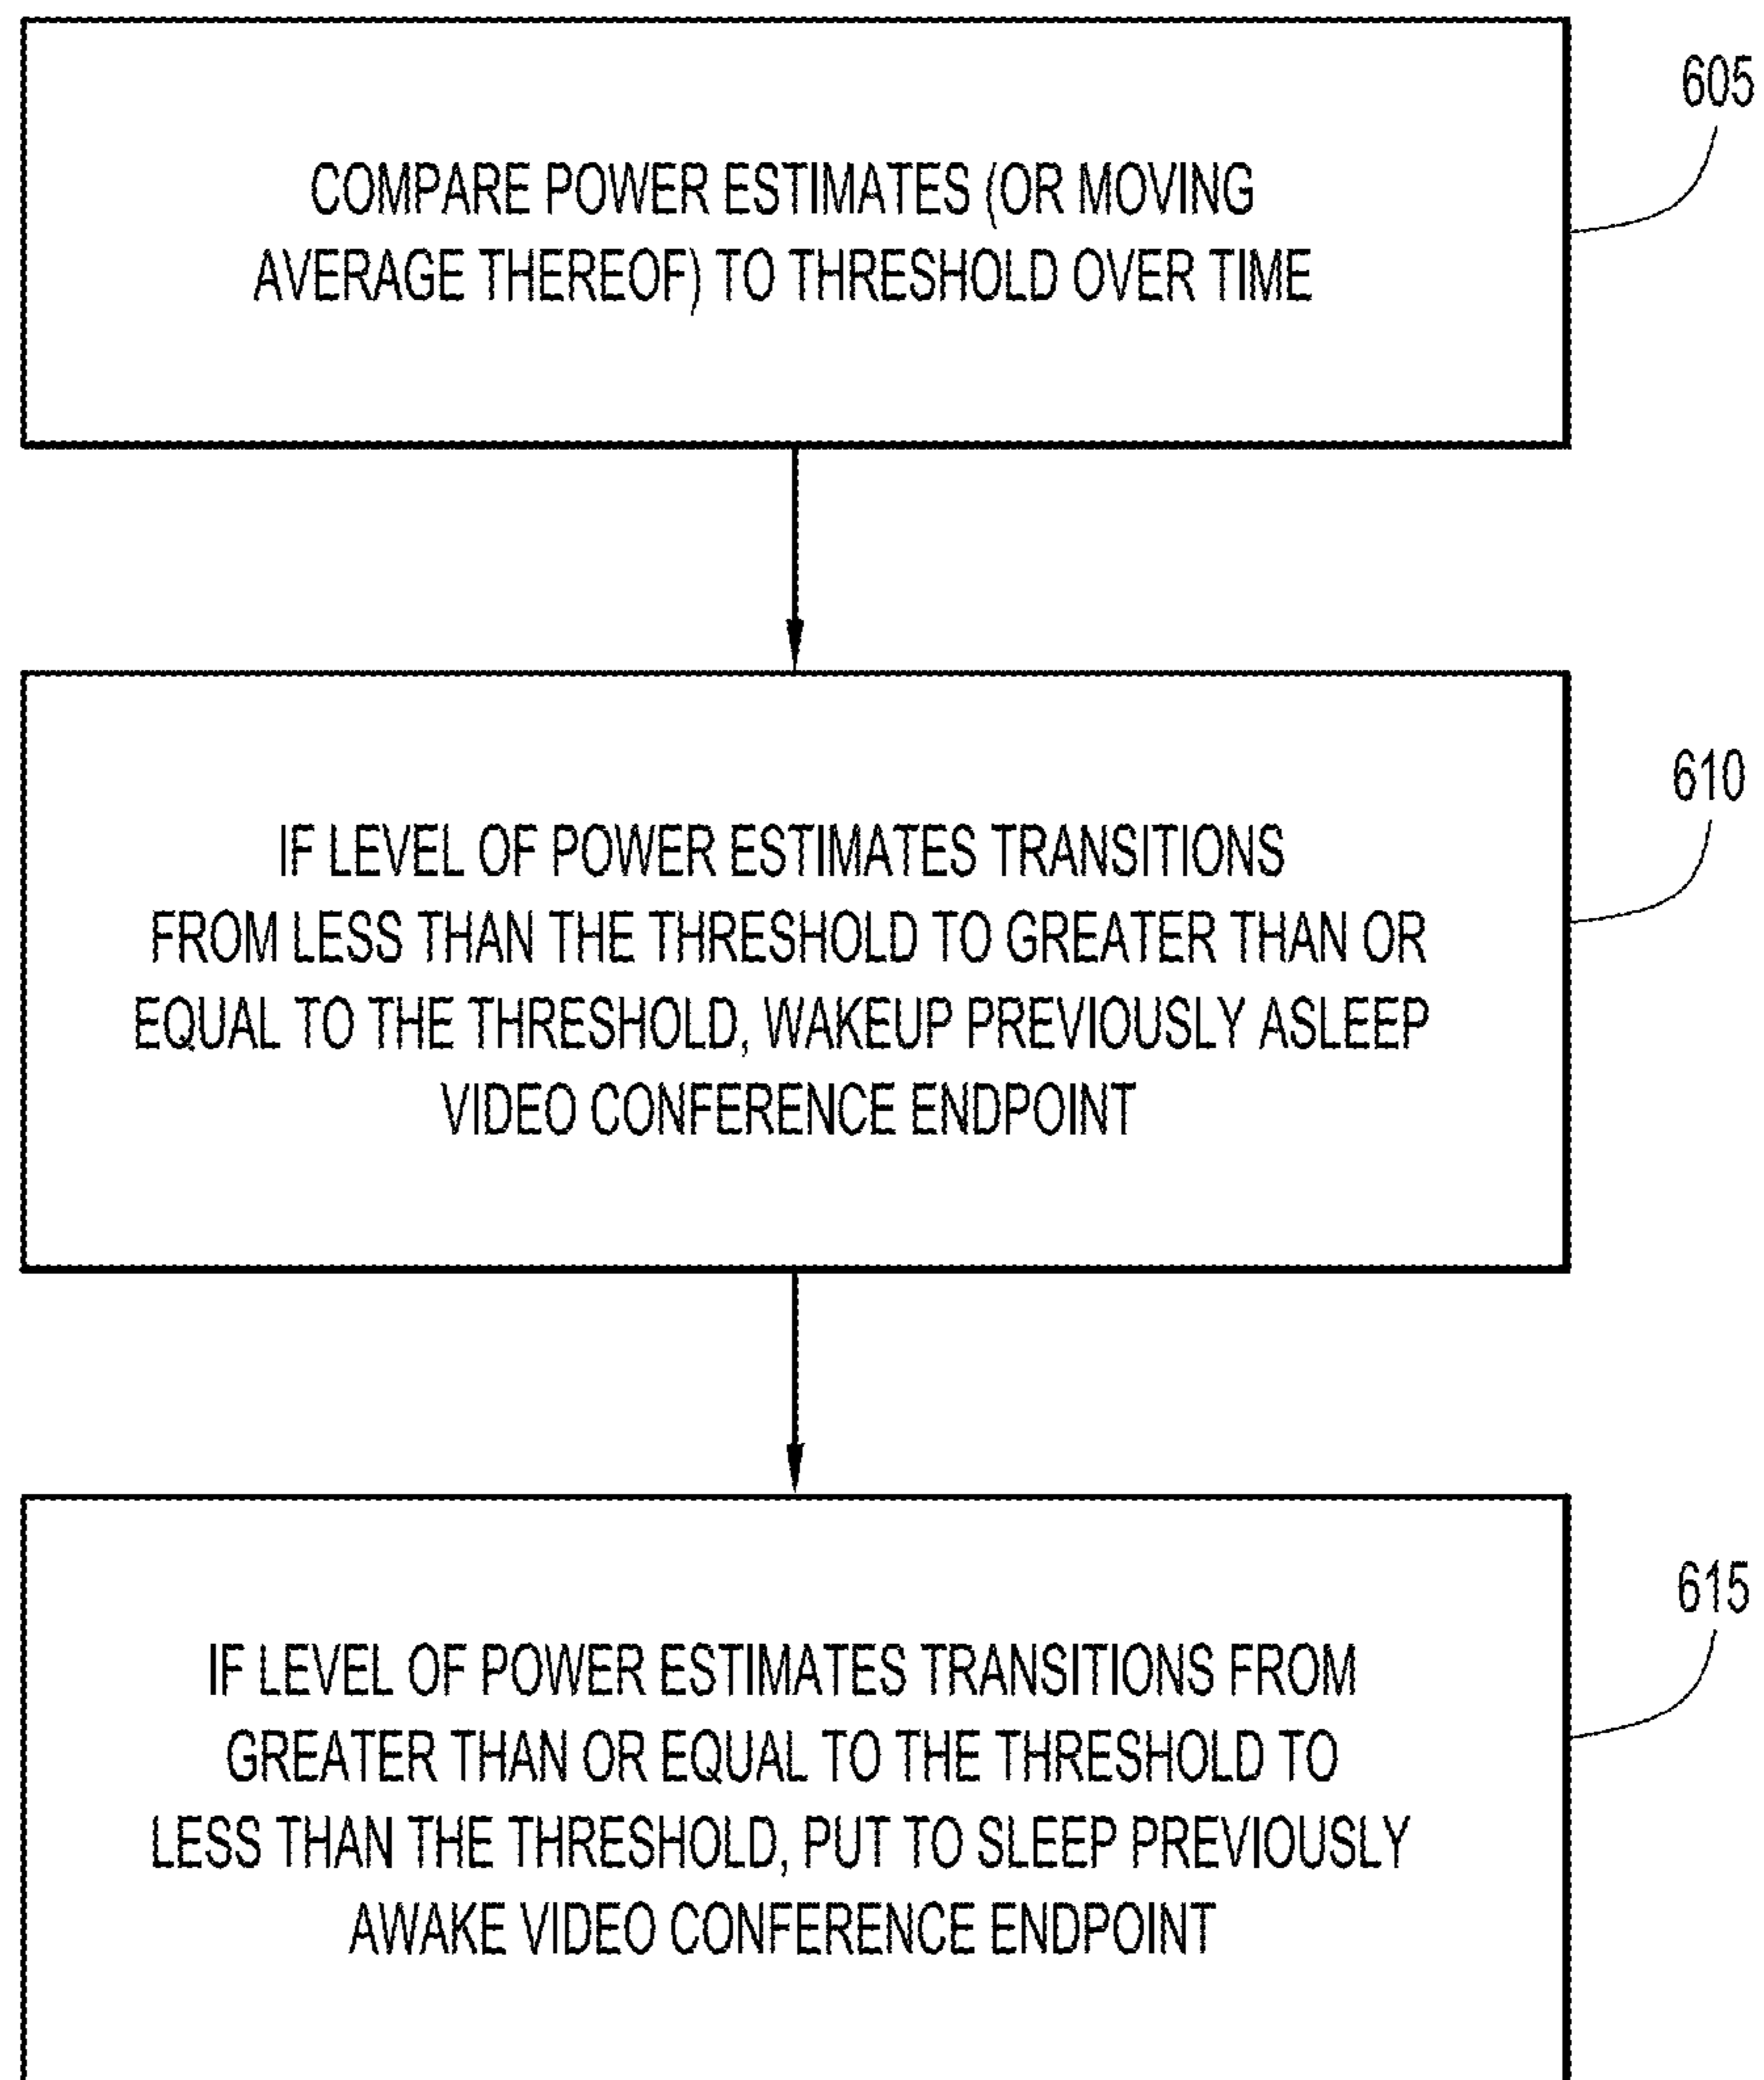 605
COMPARE POWER ESTIMATES (OR MOVING
AVERAGE THEREOF) TO THRESHOLD OVER TIME
610
IF LEVEL OF POWER ESTIMATES TRANSITIONS
FROM LESS THAN THE THRESHOLD TO GREATER THAN OR
EQUAL TO THE THRESHOLD, WAKEUP PREVIOUSLY ASLEEP
VIDEO CONFERENCE ENDPOINT
615
IF LEVEL OF POWER ESTIMATES TRANSITIONS FROM
GREATER THAN OR EQUAL TO THE THRESHOLD TO
LESS THAN THE THRESHOLD, PUT TO SLEEP PREVIOUSLY
AWAKE VIDEO CONFERENCE ENDPOINT